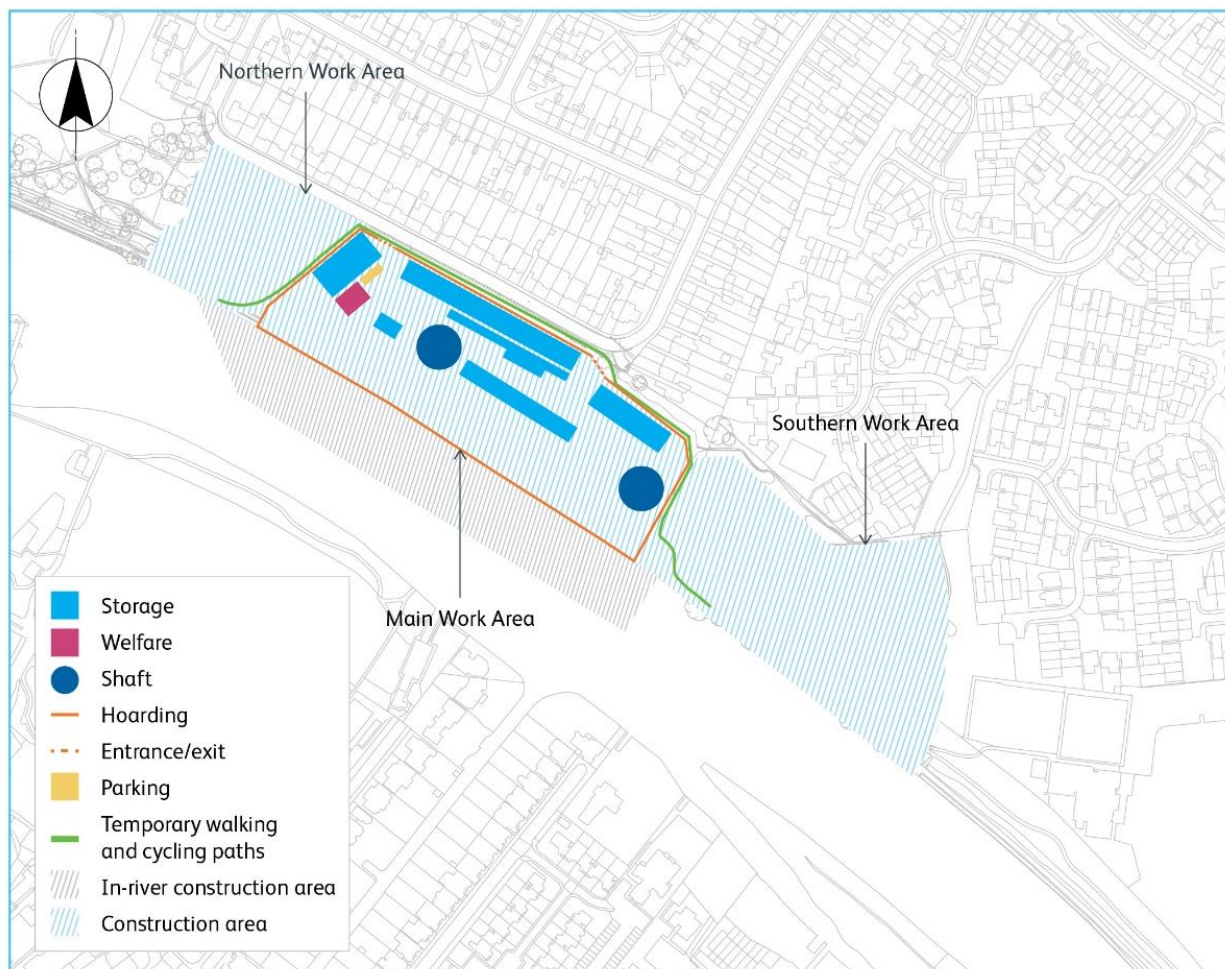 Northern Work Area
Southern Work Area
Main Work Area
Storage
Welfare
Shaft
Hoarding
Entrance/exit
Parking
Temporary walking
and cycling paths
In-river construction area
Construction area